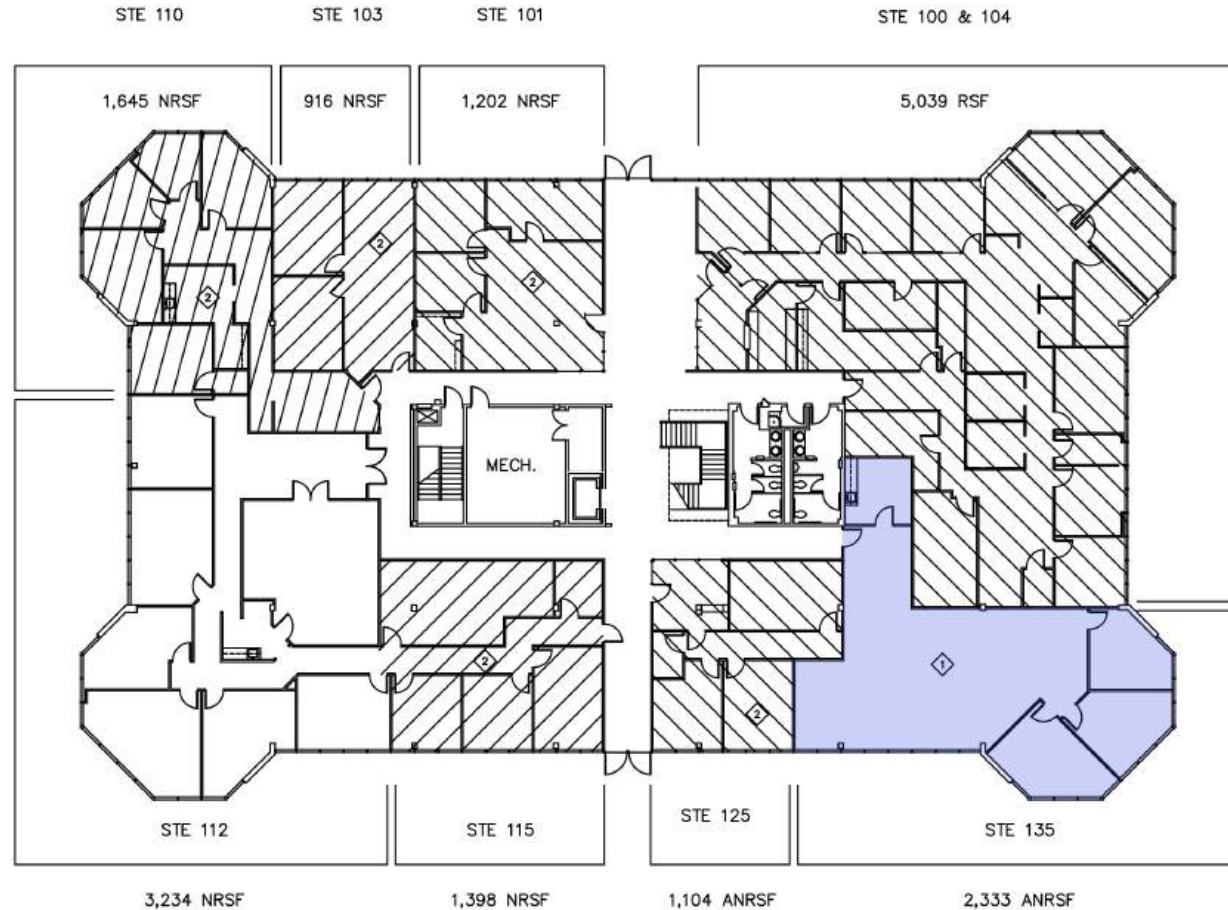 STE 110
STE 103
STE 101
STE 100 & 104
1,645 NRSF
916 NRSF
1,202 NRSF
5,039 RSF
2
2
2
MECH.
2
1
2
STE 112
STE 115
STE 125
STE 135
3,234 NRSF
1,398 NRSF
1,104 ANRSF
2,333 ANRSF